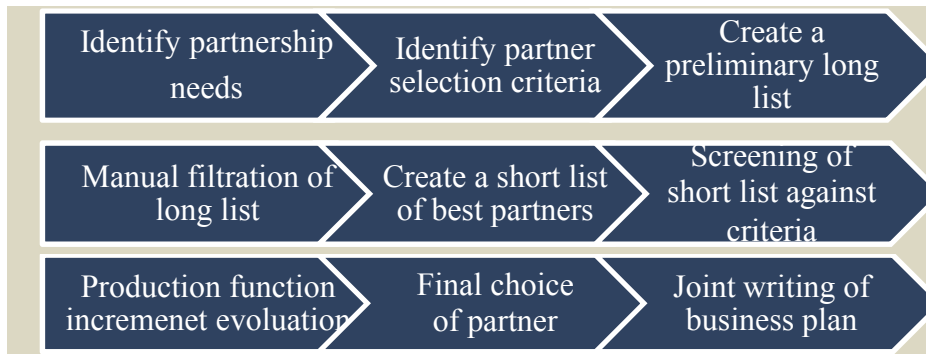 Identify partnership
needs
Identify partner
selection criteria
Create a
preliminary long
list
Manual filtration of
long list
Create a short list
of best partners
Screening of
short list against
criteria
Production function
incremenet evoluation
Final choice
of partner
Joint writing of
business plan